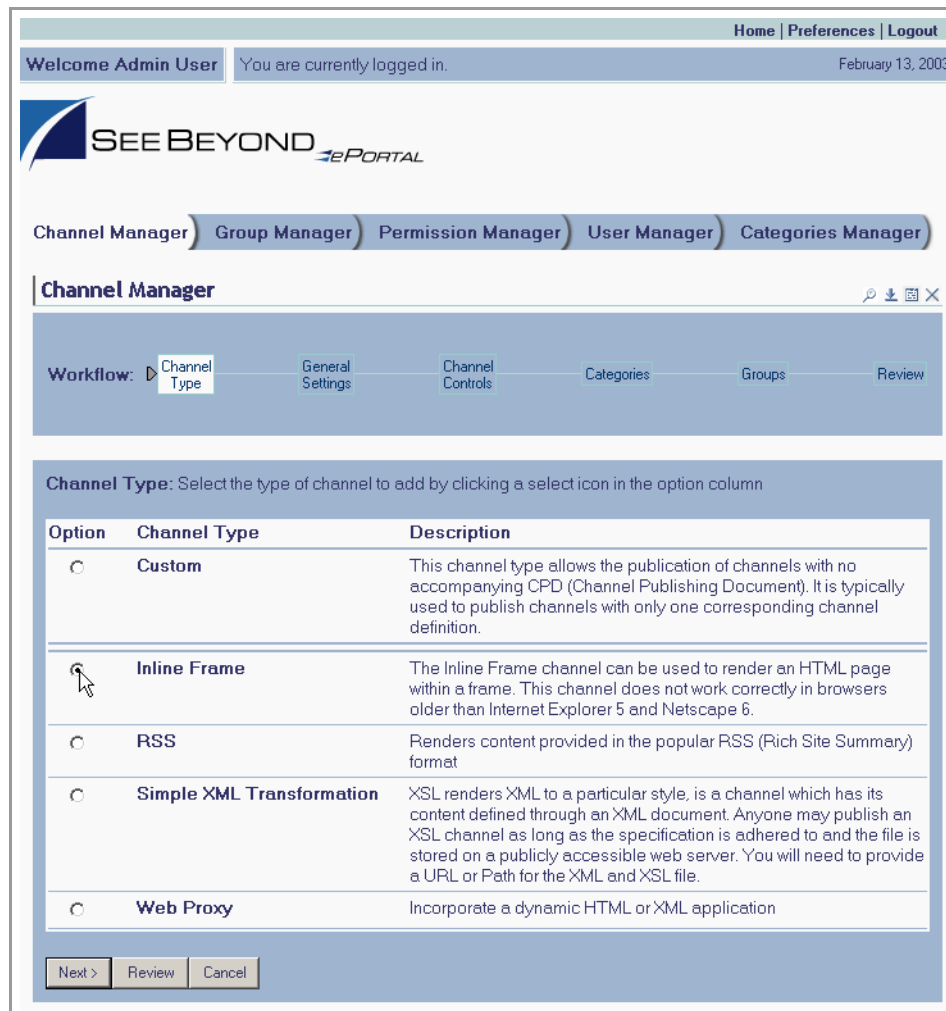 Home | Preferences | Logout
Welcome Admin User You are currently logged in. February 13, 2003
SEE BEYOND ePORTAL
Channel Manager Group Manager Permission Manager User Manager Categories Manager
Channel Manager
Workflow: Channel Type General Settings Channel Controls Categories Groups Review
Channel Type: Select the type of channel to add by clicking a select icon in the option column
Option Channel Type Description
Custom This channel type allows the publication of channels with no
accompanying CPD (Channel Publishing Document). It is typically
used to publish channels with only one corresponding channel
definition.
Inline Frame The Inline Frame channel can be used to render an HTML page
within a frame. This channel does not work correctly in browsers
older than Internet Explorer 5 and Netscape 6.
RSS Renders content provided in the popular RSS (Rich Site Summary)
format
Simple XML Transformation XSL renders XML to a particular style, is a channel which has its
content defined through an XML document. Anyone may publish an
XSL channel as long as the specification is adhered to and the file is
stored on a publicly accessible web server. You will need to provide
a URL or Path for the XML and XSL file.
Web Proxy Incorporate a dynamic HTML or XML application
Next > Review Cancel